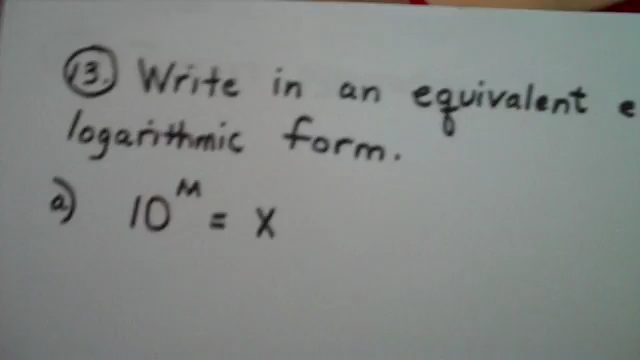 13. Write in an equivalent e
logarithmic form.
a) 10^M = x